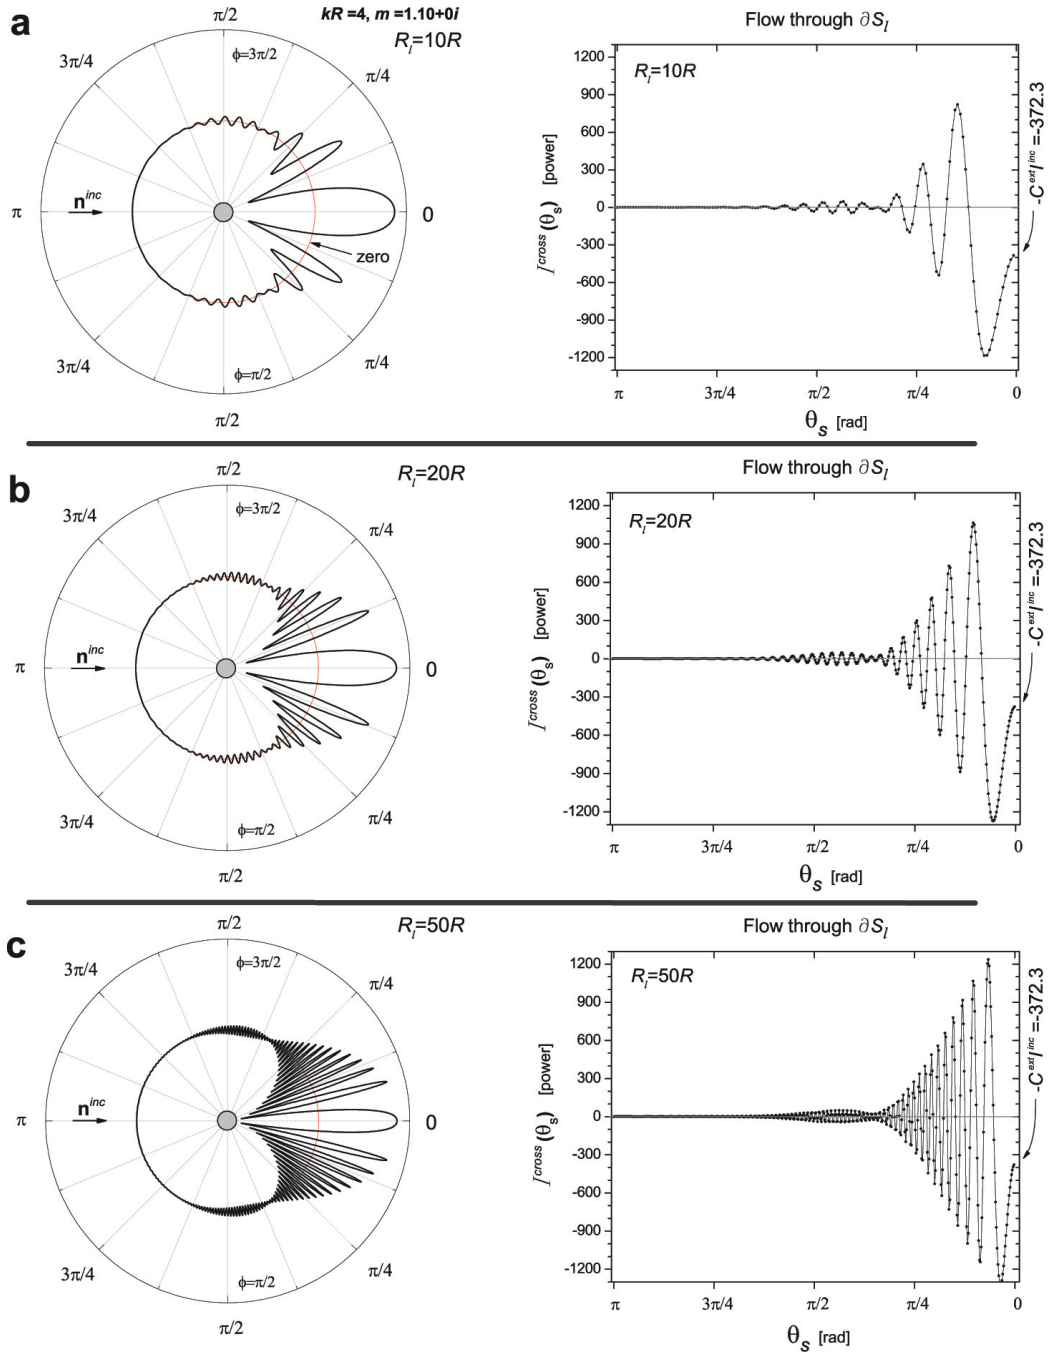 a
kR =4, m =1.10+0i
R_l=10R
π/2
ϕ=3π/2
3π/4
π/4
n^inc
π
0
zero
3π/4
π/4
ϕ=π/2
π/2
Flow through ∂S_l
R_l=10R
1200
900
600
300
0
-300
-600
-900
-1200
I^cross(θ_s) [power]
-C^ext I^inc =-372.3
π 3π/4 π/2 π/4 0
θ_s [rad]
b
R_l=20R
π/2
ϕ=3π/2
3π/4
π/4
n^inc
π
0
3π/4
π/4
ϕ=π/2
π/2
Flow through ∂S_l
R_l=20R
1200
900
600
300
0
-300
-600
-900
-1200
I^cross(θ_s) [power]
-C^ext I^inc =-372.3
π 3π/4 π/2 π/4 0
θ_s [rad]
c
R_l=50R
π/2
ϕ=3π/2
3π/4
π/4
n^inc
π
0
3π/4
π/4
ϕ=π/2
π/2
Flow through ∂S_l
R_l=50R
1200
900
600
300
0
-300
-600
-900
-1200
I^cross(θ_s) [power]
-C^ext I^inc =-372.3
π 3π/4 π/2 π/4 0
θ_s [rad]